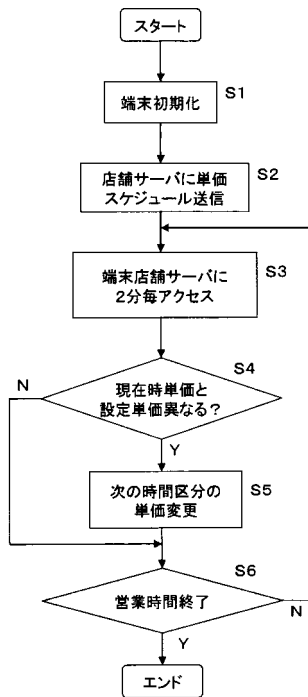 スタート
S1
端末初期化
S2
店舗サーバに単価
スケジュール送信
S3
端末店舗サーバに
2分毎アクセス
S4
N
現在時単価と
設定単価異なる?
Y
S5
次の時間区分の
単価変更
S6
営業時間終了
N
Y
エンド